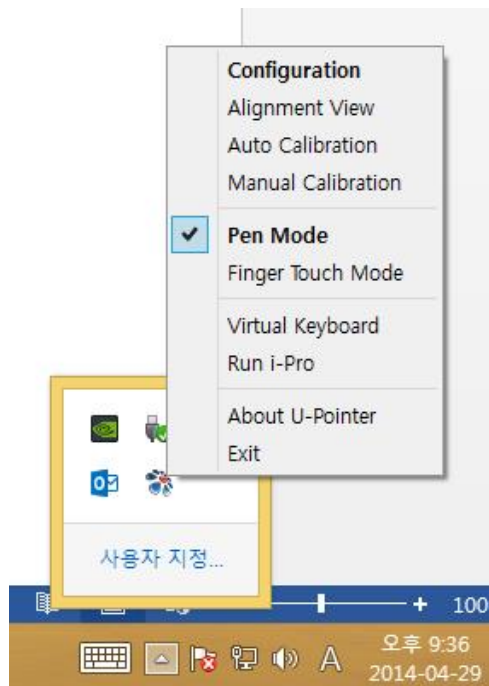 Configuration
Alignment View
Auto Calibration
Manual Calibration
Pen Mode
Finger Touch Mode
Virtual Keyboard
Run i-Pro
About U-Pointer
Exit
사용자 지정...
100
A
오후 9:36
2014-04-29